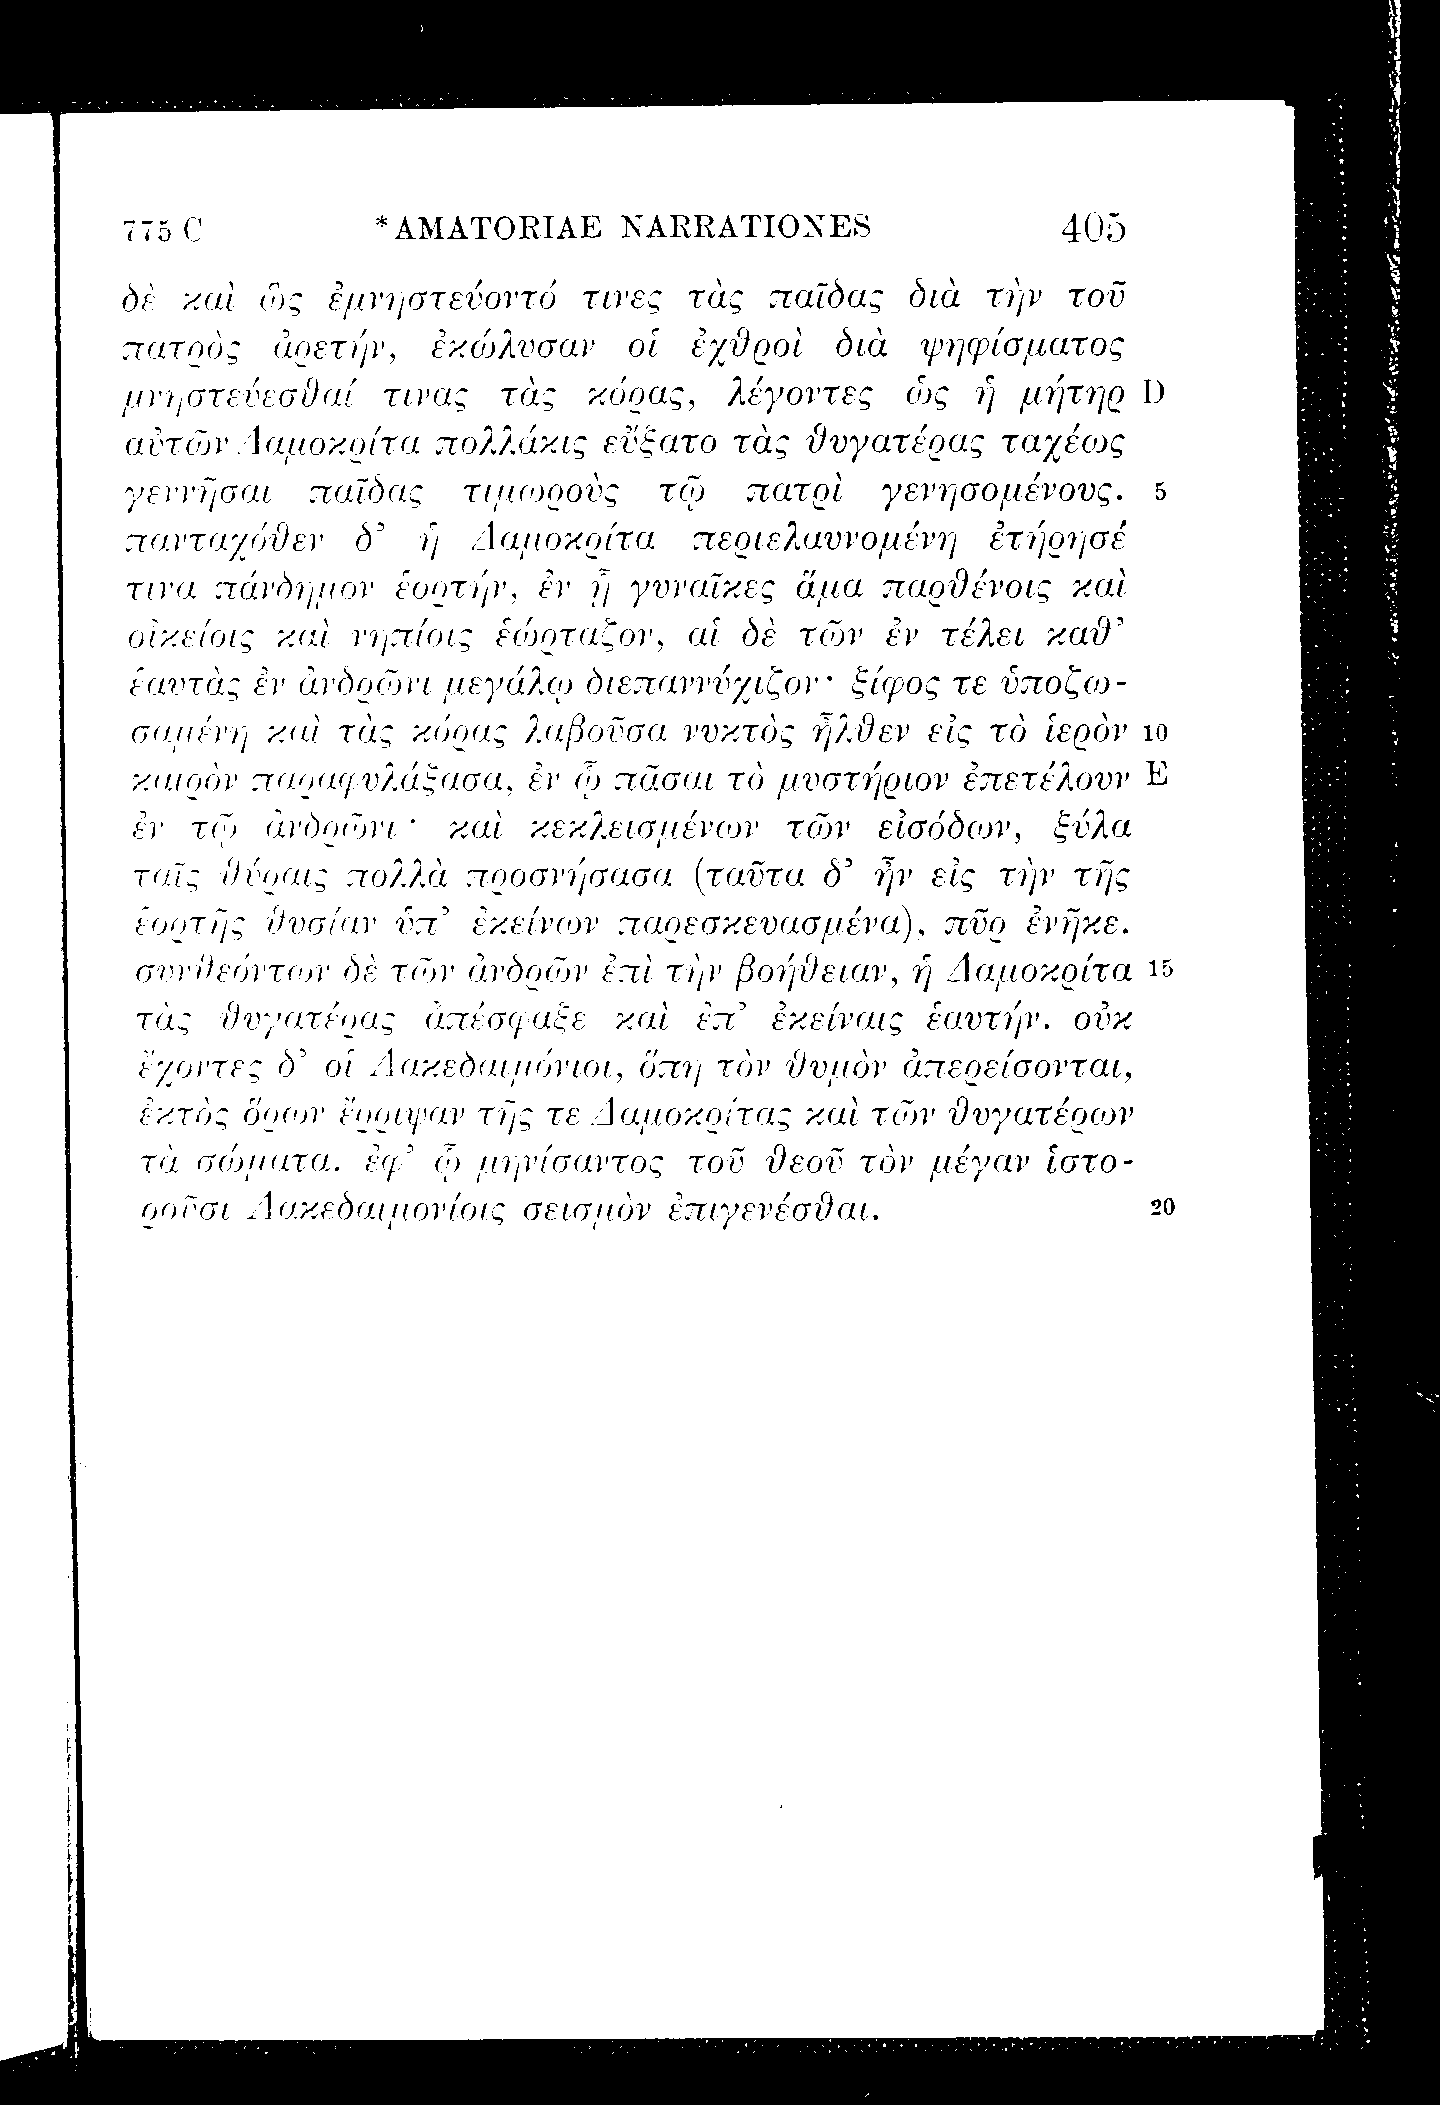 775 C *AMATORIAE NARRATIONES 405
δὲ καὶ ὣς ἐμνηστεύοντό τινες τὰς παῖδας διὰ τὴν τοῦ
πατρὸς ἀρετήν, ἐκώλυσαν οἱ ἐχθροὶ διὰ ψηφίσματος
μνηστεύεσθαί τινας τὰς κόρας, λέγοντες ὡς ἡ μήτηρ D
αὐτῶν Δαμοκρίτα πολλάκις εὔξατο τὰς θυγατέρας ταχέως
γεννῆσαι παῖδας τιμωροὺς τῷ πατρὶ γενησομένους. 5
πανταχόθεν δ’ ἡ Δαμοκρίτα περιελαυνομένη ἐτήρησέ
τινα πάνδημον ἑορτήν, ἐν ᾗ γυναῖκες ἅμα παρθένοις καὶ
οἰκείοις καὶ νηπίοις ἑώρταζον, αἱ δὲ τῶν ἐν τέλει καθ’
ἑαυτὰς ἐν ἀνδρῶνι μεγάλῳ διεπαννύχιζον· ξίφος τε ὑποζω-
σαμένη καὶ τὰς κόρας λαβοῦσα νυκτὸς ἦλθεν εἰς τὸ ἱερὸν 10
καιρὸν παραφυλάξασα, ἐν ᾧ πᾶσαι τὸ μυστήριον ἐπετέλουν E
ἐν τῷ ἀνδρῶνι· καὶ κεκλεισμένων τῶν εἰσόδων, ξύλα
ταῖς θύραις πολλὰ προσνήσασα (ταῦτα δ’ ἦν εἰς τὴν τῆς
ἑορτῆς θυσίαν ὑπ’ ἐκείνων παρεσκευασμένα), πῦρ ἐνῆκε.
συνθεόντων δὲ τῶν ἀνδρῶν ἐπὶ τὴν βοήθειαν, ἡ Δαμοκρίτα 15
τὰς θυγατέρας ἀπέσφαξε καὶ ἐπ’ ἐκείναις ἑαυτήν. οὐκ
ἔχοντες δ’ οἱ Λακεδαιμόνιοι, ὅπη τὸν θυμὸν ἀπερείσονται,
ἐκτὸς ὅρων ἔρριψαν τῆς τε Δαμοκρίτας καὶ τῶν θυγατέρων
τὰ σώματα. ἐφ’ ᾧ μηνίσαντος τοῦ θεοῦ τὸν μέγαν ἱστο-
ροῦσι Λακεδαιμονίοις σεισμὸν ἐπιγενέσθαι. 20